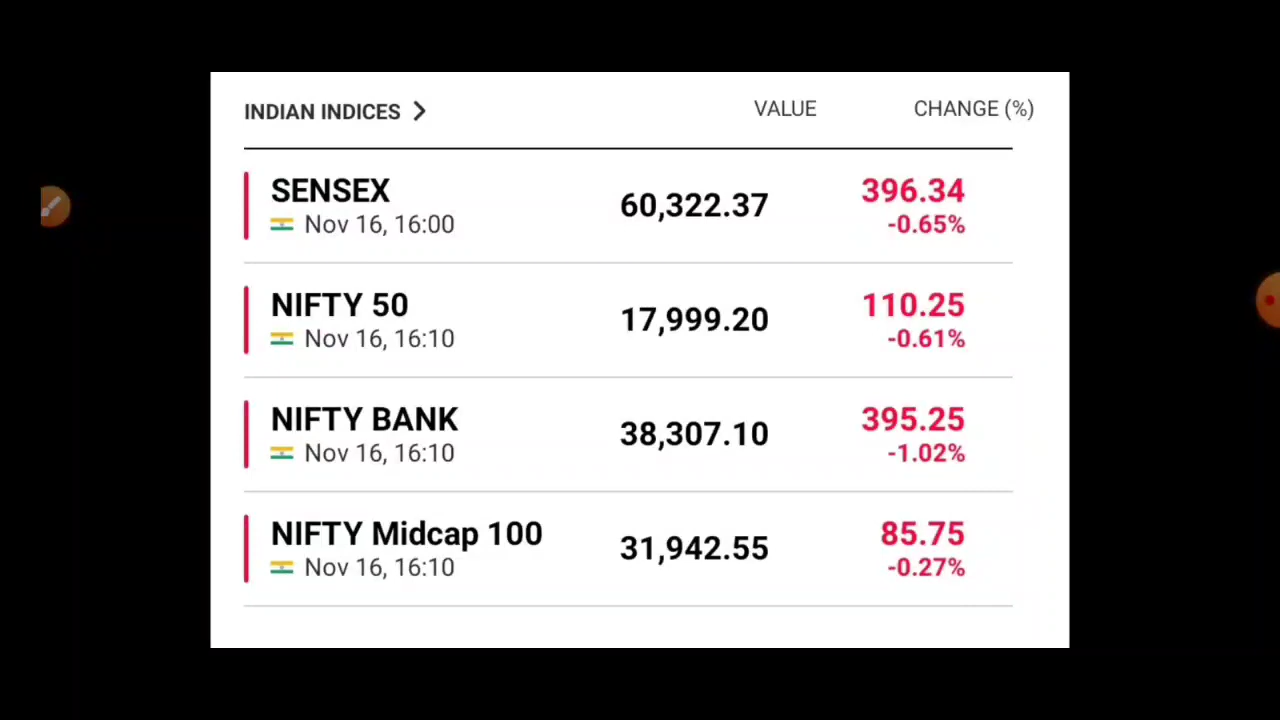 INDIAN INDICES VALUE CHANGE (%)
SENSEX 60,322.37 396.34
Nov 16, 16:00 -0.65%
NIFTY 50 17,999.20 110.25
Nov 16, 16:10 -0.61%
NIFTY BANK 38,307.10 395.25
Nov 16, 16:10 -1.02%
NIFTY Midcap 100 31,942.55 85.75
Nov 16, 16:10 -0.27%